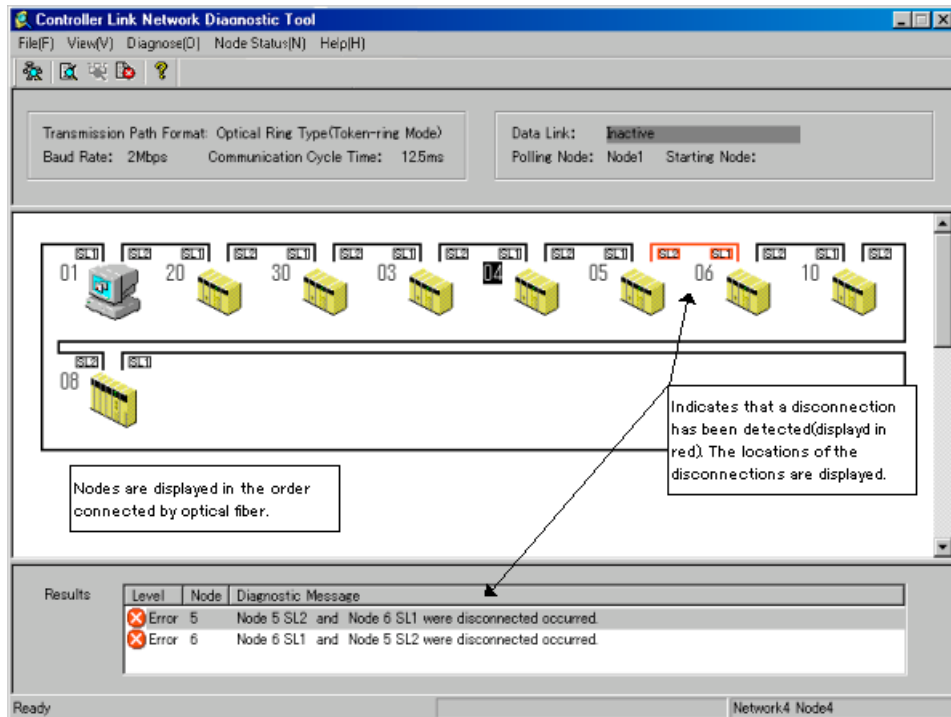 Controller Link Network Diagnostic Tool
File(F) View(V) Diagnose(D) Node Status(N) Help(H)
Transmission Path Format: Optical Ring Type(Token-ring Mode)
Baud Rate: 2Mbps Communication Cycle Time: 12.5ms
Data Link: Inactive
Polling Node: Node1 Starting Node:
SL1 SL2 SL1 SL2 SL1 SL2 SL1 SL2 SL1 SL2 SL1 SL2 SL1 SL2 SL1 SL2
01 20 30 03 04 05 06 10
SL2 SL1
08
Indicates that a disconnection
has been detected(displayd in
red). The locations of the
disconnections are displayed.
Nodes are displayed in the order
connected by optical fiber.
Results
Level Node Diagnostic Message
Error 5 Node 5 SL2 and Node 6 SL1 were disconnected occurred.
Error 6 Node 6 SL1 and Node 5 SL2 were disconnected occurred.
Ready Network4 Node4